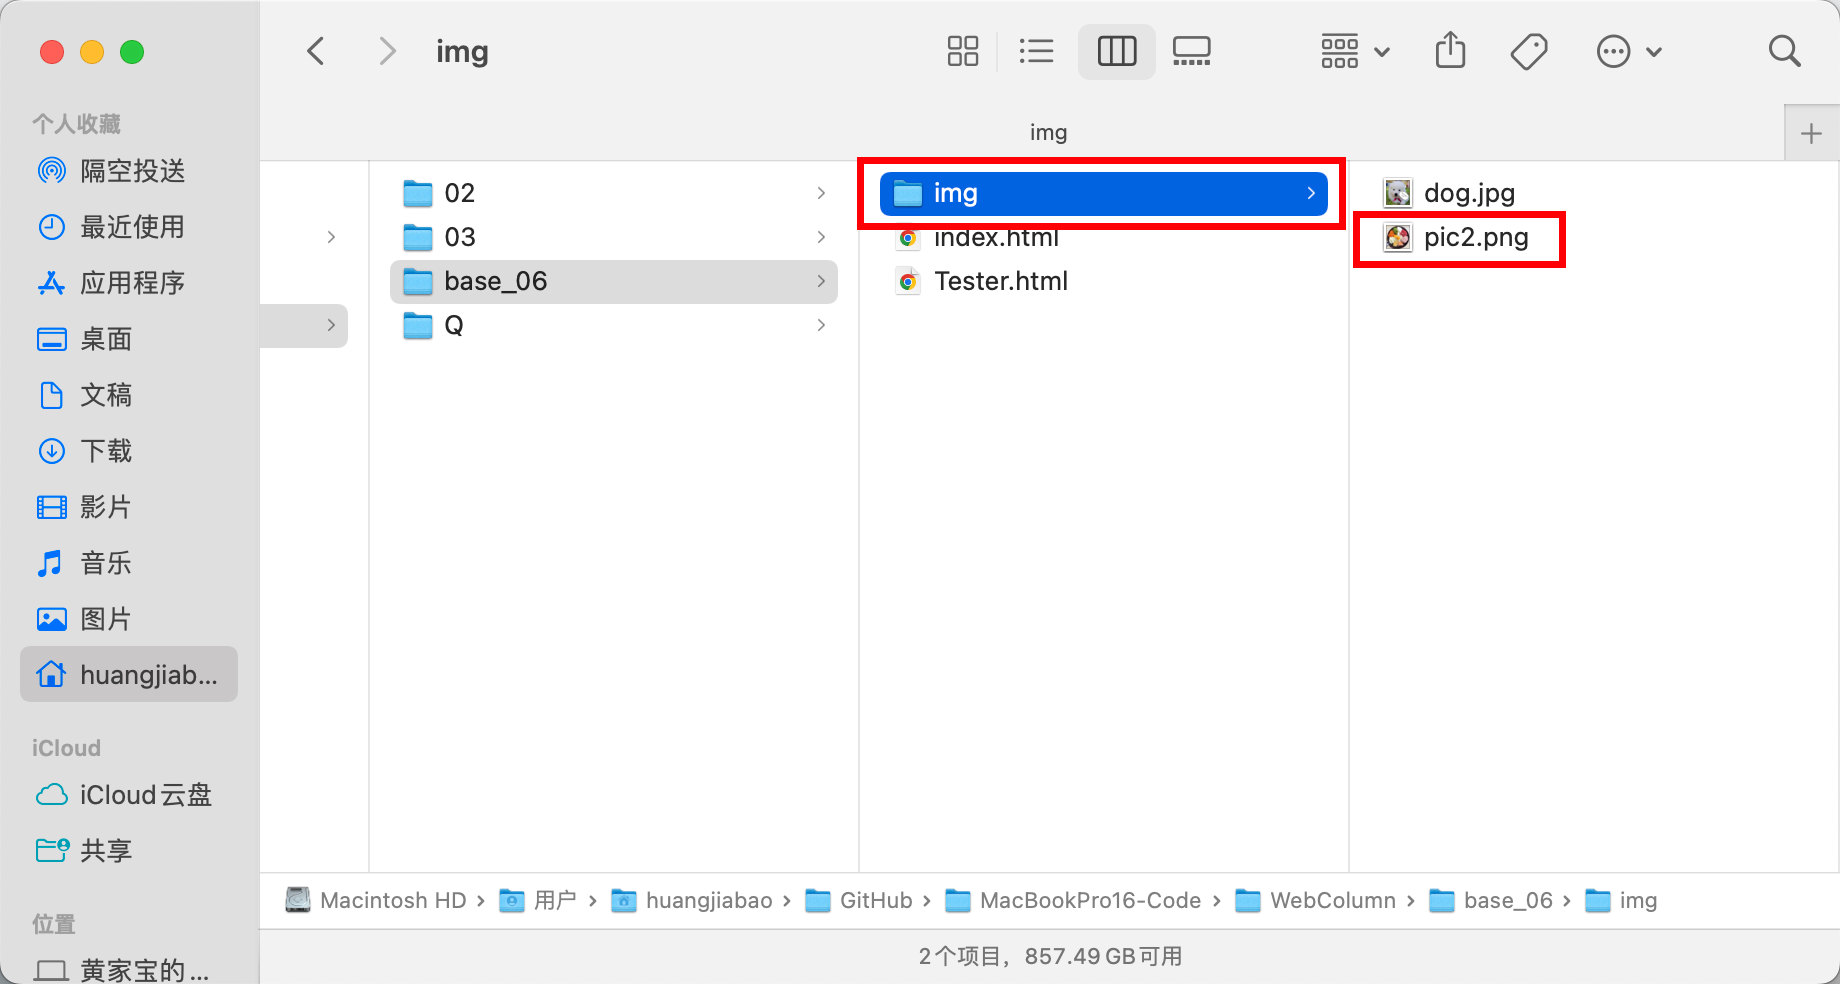 img
个人收藏
隔空投送
最近使用
应用程序
桌面
文稿
下载
影片
音乐
图片
huangjiab...
iCloud
iCloud云盘
共享
位置
黄家宝的 ...
img
02
03
base_06
Q
img
index.html
Tester.html
dog.jpg
pic2.png
Macintosh HD › 用户 › huangjiabao › GitHub › MacBookPro16-Code › WebColumn › base_06 › img
2个项目，857.49 GB可用